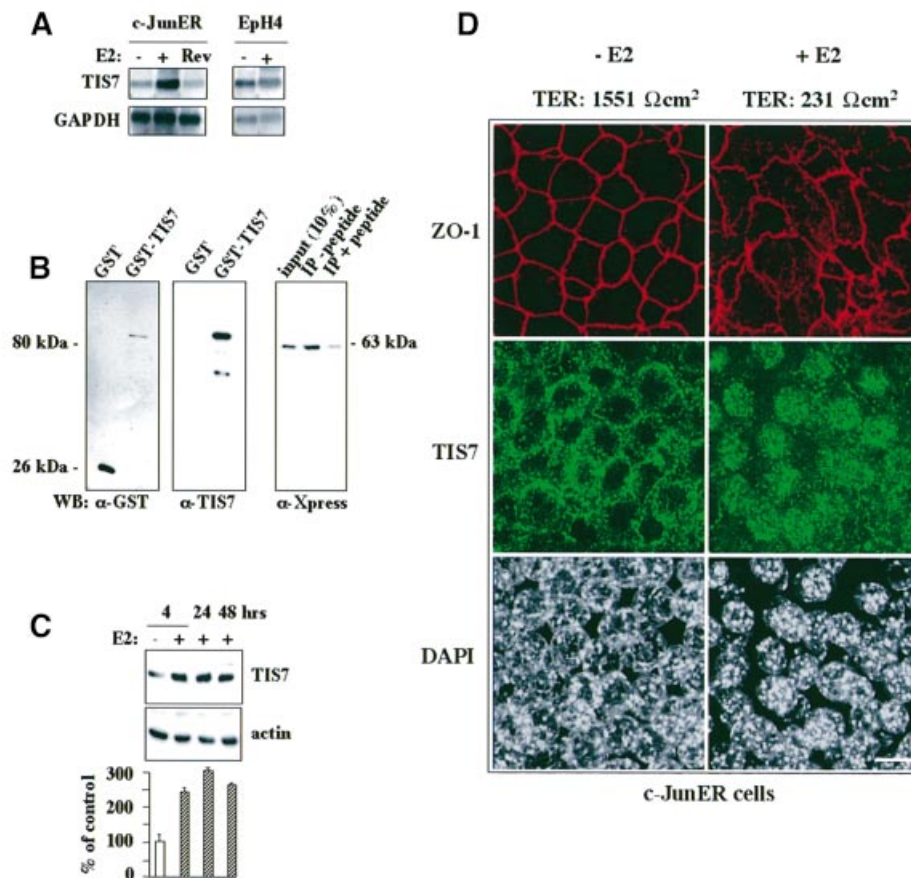 A
c-JunER EpH4
E2: - + Rev - +
TIS7
GAPDH
B
GST
GST-TIS7
GST
GST-TIS7
input (10%)
IP - peptide
IP + peptide
80 kDa -
- 63 kDa
26 kDa -
WB: α-GST α-TIS7 α-Xpress
C
4 24 48 hrs
E2: - + + +
TIS7
actin
% of control
300
200
100
0
D
- E2 + E2
TER: 1551 Ωcm²
TER: 231 Ωcm²
ZO-1
TIS7
DAPI
c-JunER cells